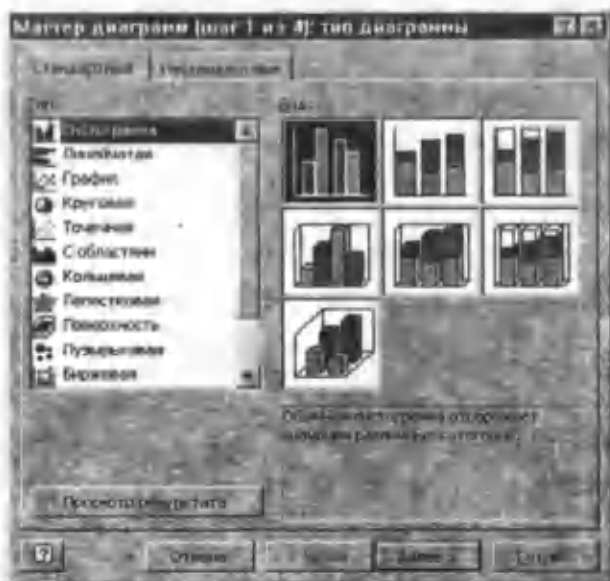 Мастер диаграмм (шаг 1 из 4): тип диаграммы
Стандартные Нестандартные
Тип: Вид:
Гистограмма
Линейчатая
График
Круговая
Точечная
С областями
Кольцевая
Лепестковая
Поверхность
Пузырьковая
Биржевая
Обычная гистограмма отображает
значения различных категорий.
Просмотр результата
Отмена < Назад Далее > Готово